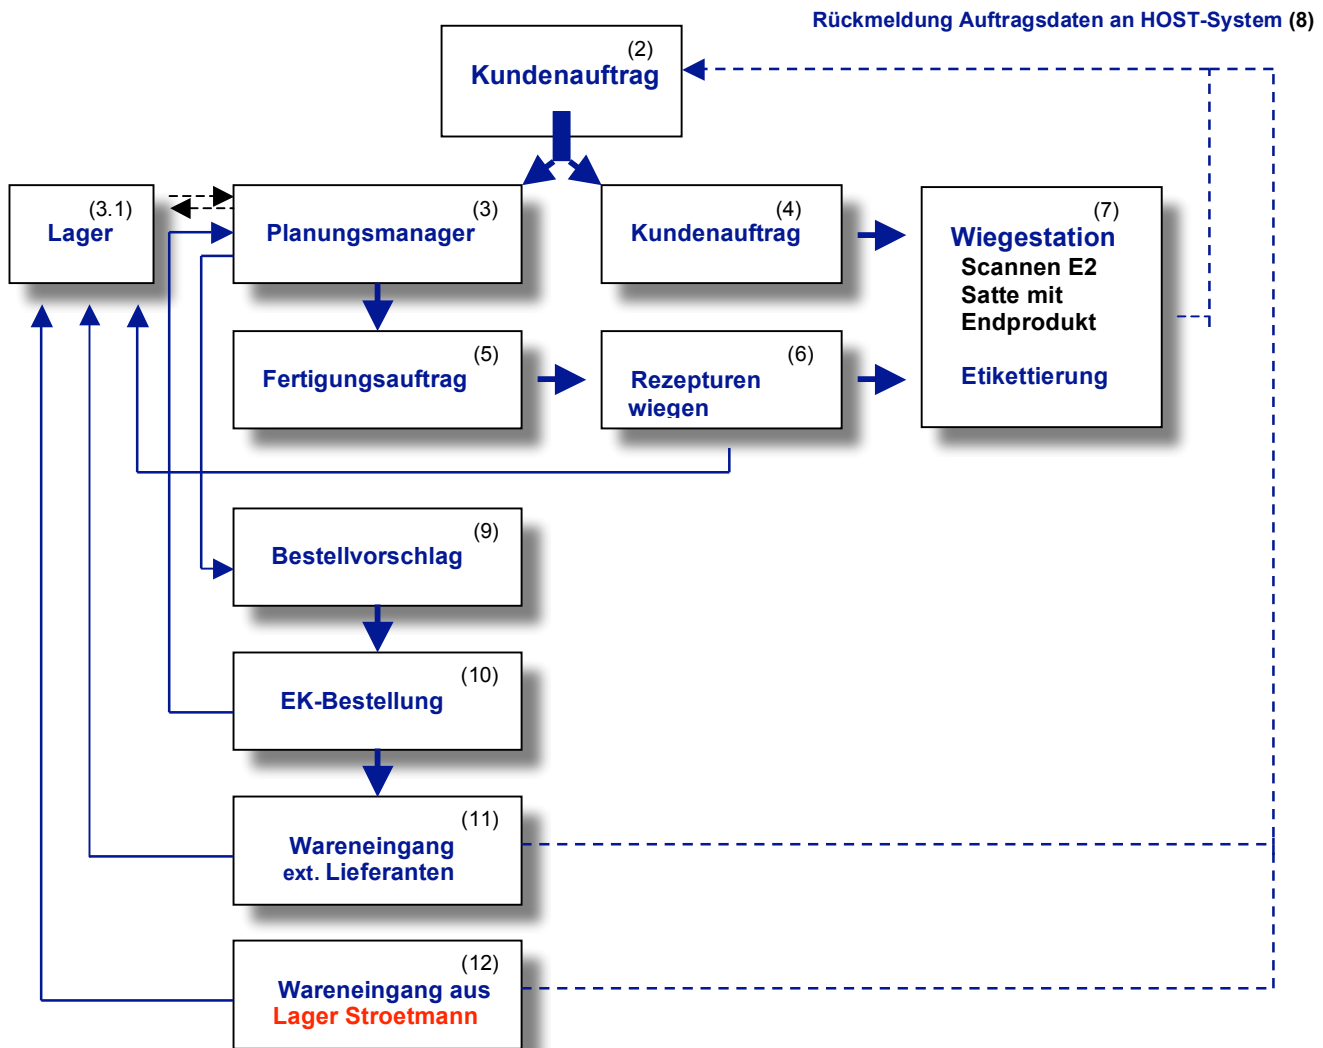 Rückmeldung Auftragsdaten an HOST-System (8)
(2)
Kundenauftrag
(3.1)
Lager
(3)
Planungsmanager
(4)
Kundenauftrag
(7)
Wiegestation
Scannen E2
Satte mit
Endprodukt
Etikettierung
(5)
Fertigungsauftrag
(6)
Rezepturen
wiegen
(9)
Bestellvorschlag
(10)
EK-Bestellung
(11)
Wareneingang
ext. Lieferanten
(12)
Wareneingang aus
Lager Stroetmann